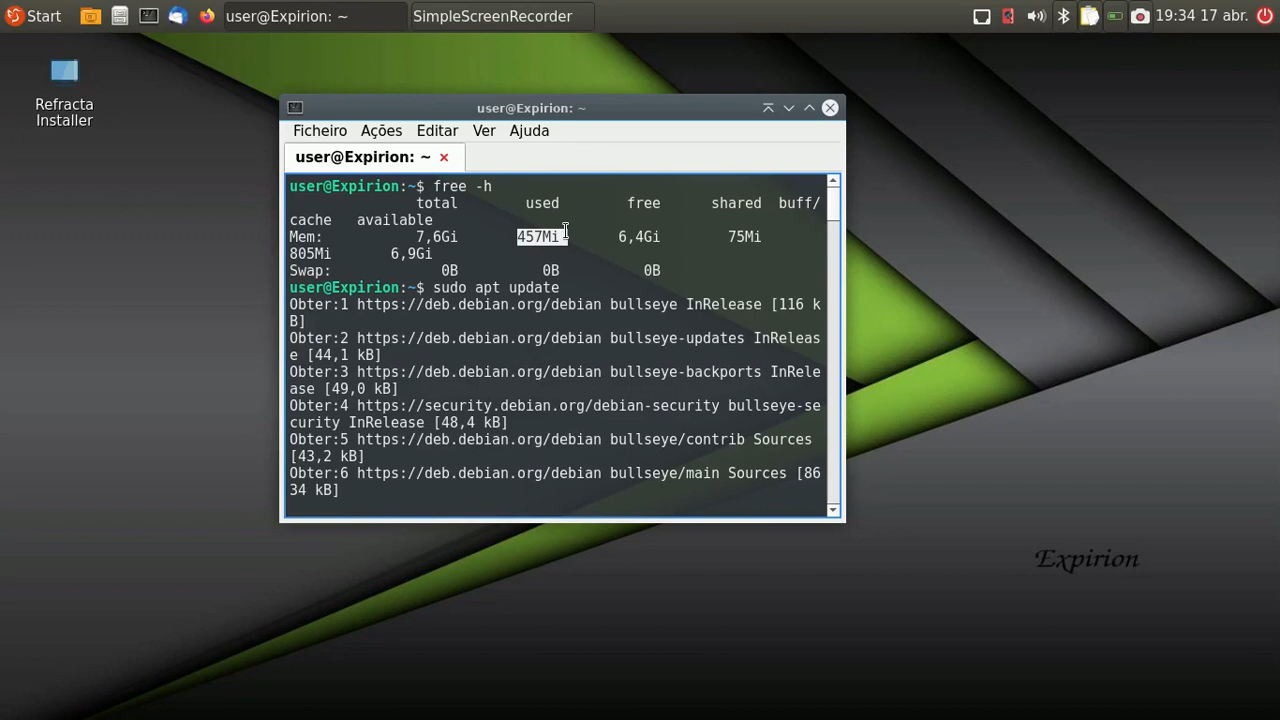 Start
user@Expirion: ~
SimpleScreenRecorder
19:34 17 abr.
Refracta
Installer
user@Expirion: ~
Ficheiro Ações Editar Ver Ajuda
user@Expirion: ~
user@Expirion:~$ free -h
total used free shared buff/
cache available
Mem: 7,6Gi 457Mi 6,4Gi 75Mi
805Mi 6,9Gi
Swap: 0B 0B 0B
user@Expirion:~$ sudo apt update
Obter:1 https://deb.debian.org/debian bullseye InRelease [116 k
B]
Obter:2 https://deb.debian.org/debian bullseye-updates InReleas
e [44,1 kB]
Obter:3 https://deb.debian.org/debian bullseye-backports InRele
ase [49,0 kB]
Obter:4 https://security.debian.org/debian-security bullseye-se
curity InRelease [48,4 kB]
Obter:5 https://deb.debian.org/debian bullseye/contrib Sources
[43,2 kB]
Obter:6 https://deb.debian.org/debian bullseye/main Sources [86
34 kB]
Expirion